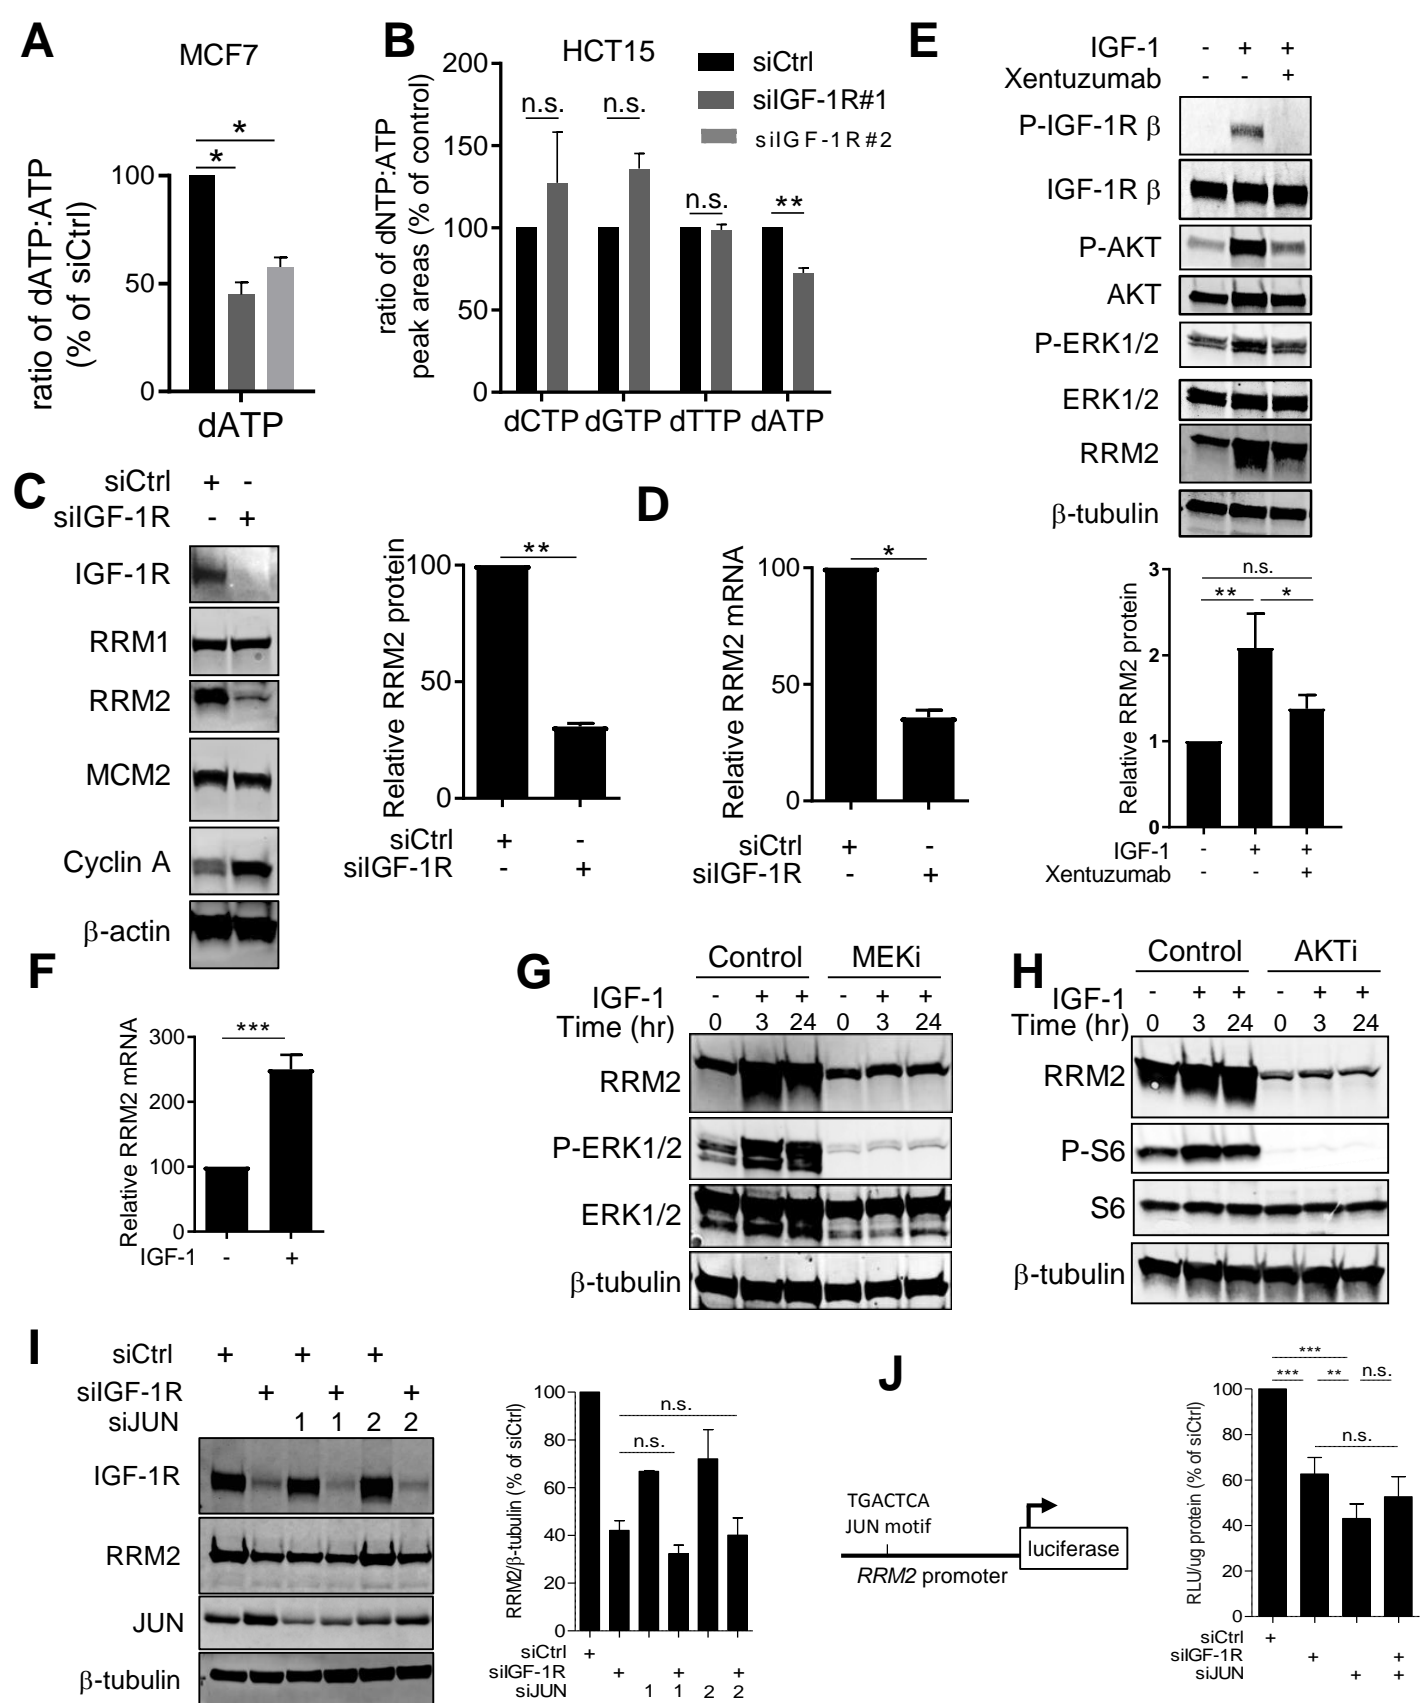 A
MCF7
ratio of dATP:ATP
(% of siCtrl)
100
50
0
*
*
dATP
B
HCT15
ratio of dNTP:ATP
peak areas (% of control)
200
150
100
50
0
n.s.
n.s.
n.s.
**
dCTP dGTP dTTP dATP
siCtrl
siIGF-1R#1
siIGF-1R#2
C
siCtrl + -
siIGF-1R - +
IGF-1R
RRM1
RRM2
MCM2
Cyclin A
β-actin
Relative RRM2 protein
100
50
0
**
siCtrl + -
siIGF-1R - +
D
Relative RRM2 mRNA
100
50
0
*
siCtrl + -
siIGF-1R - +
E
IGF-1 - + +
Xentuzumab - - +
P-IGF-1R β
IGF-1R β
P-AKT
AKT
P-ERK1/2
ERK1/2
RRM2
β-tubulin
Relative RRM2 protein
3
2
1
0
n.s.
** *
IGF-1 - + +
Xentuzumab - - +
F
Relative RRM2 mRNA
300
200
100
0
***
IGF-1 - +
G
Control MEKi
IGF-1 - + + - + +
Time (hr) 0 3 24 0 3 24
RRM2
P-ERK1/2
ERK1/2
β-tubulin
H
Control AKTi
IGF-1 - + + - + +
Time (hr) 0 3 24 0 3 24
RRM2
P-S6
S6
β-tubulin
I
siCtrl + + +
siIGF-1R + + +
siJUN 1 1 2 2
IGF-1R
RRM2
JUN
β-tubulin
RRM2/β-tubulin (% of siCtrl)
100
80
60
40
20
0
n.s.
n.s.
siCtrl +
siIGF-1R + + +
siJUN 1 1 2 2
J
TGACTCA
JUN motif
RRM2 promoter
luciferase
RLU/ug protein (% of siCtrl)
100
80
60
40
20
0
***
*** ** n.s.
n.s.
siCtrl +
siIGF-1R + +
siJUN + +